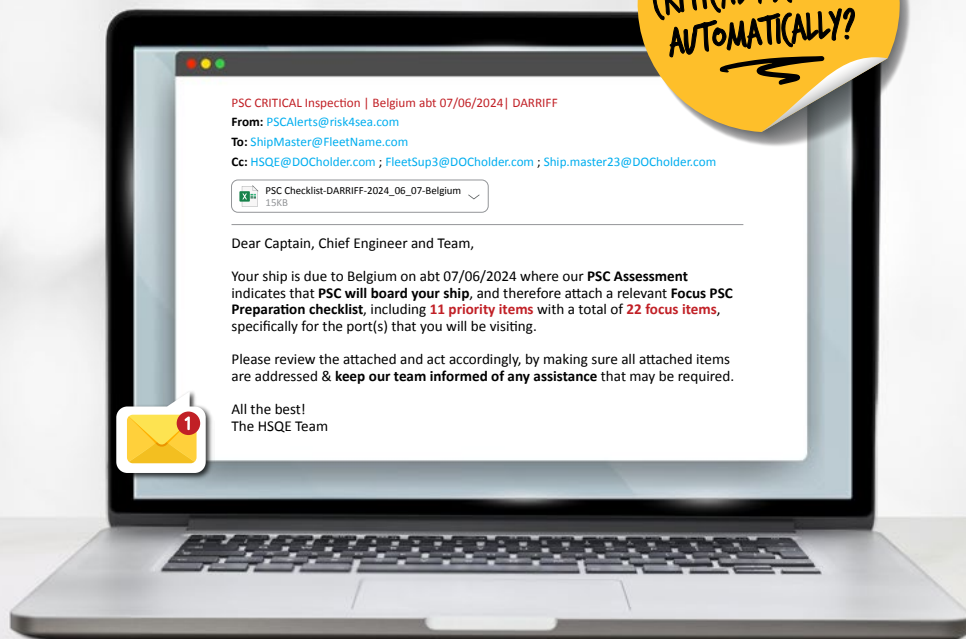 AUTOMATICALLY?
PSC CRITICAL Inspection | Belgium abt 07/06/2024| DARRIFF
From: PSCAlerts@risk4sea.com
To: ShipMaster@FleetName.com
Cc: HSQE@DOCholder.com ; FleetSup3@DOCholder.com ; Ship.master23@DOCholder.com
PSC Checklist-DARRIFF-2024_06_07-Belgium
15KB
Dear Captain, Chief Engineer and Team,
Your ship is due to Belgium on abt 07/06/2024 where our PSC Assessment
indicates that PSC will board your ship, and therefore attach a relevant Focus PSC
Preparation checklist, including 11 priority items with a total of 22 focus items,
specifically for the port(s) that you will be visiting.
Please review the attached and act accordingly, by making sure all attached items
are addressed & keep our team informed of any assistance that may be required.
All the best!
The HSQE Team
1